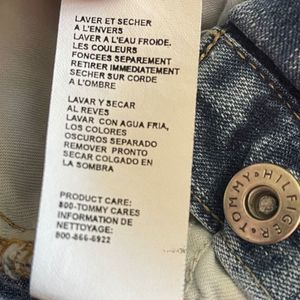 LAVER ET SÉCHER
A L'ENVERS
LAVER A L'EAU FROIDE.
LES COULEURS
FONCEES SEPAREMENT
RETIRER IMMEDIATEMENT
SECHER SUR CORDE
A L'OMBRE
LAVAR Y SECAR
AL REVES
LAVAR CON AGUA FRIA,
LOS COLORES
OSCUROS SEPARADO
REMOVER PRONTO
SECAR COLGADO EN
LA SOMBRA
PRODUCT CARE:
800-TOMMY CARES
INFORMATION DE
NETTOYAGE:
800-866-6922
TOMMY HILFIGER